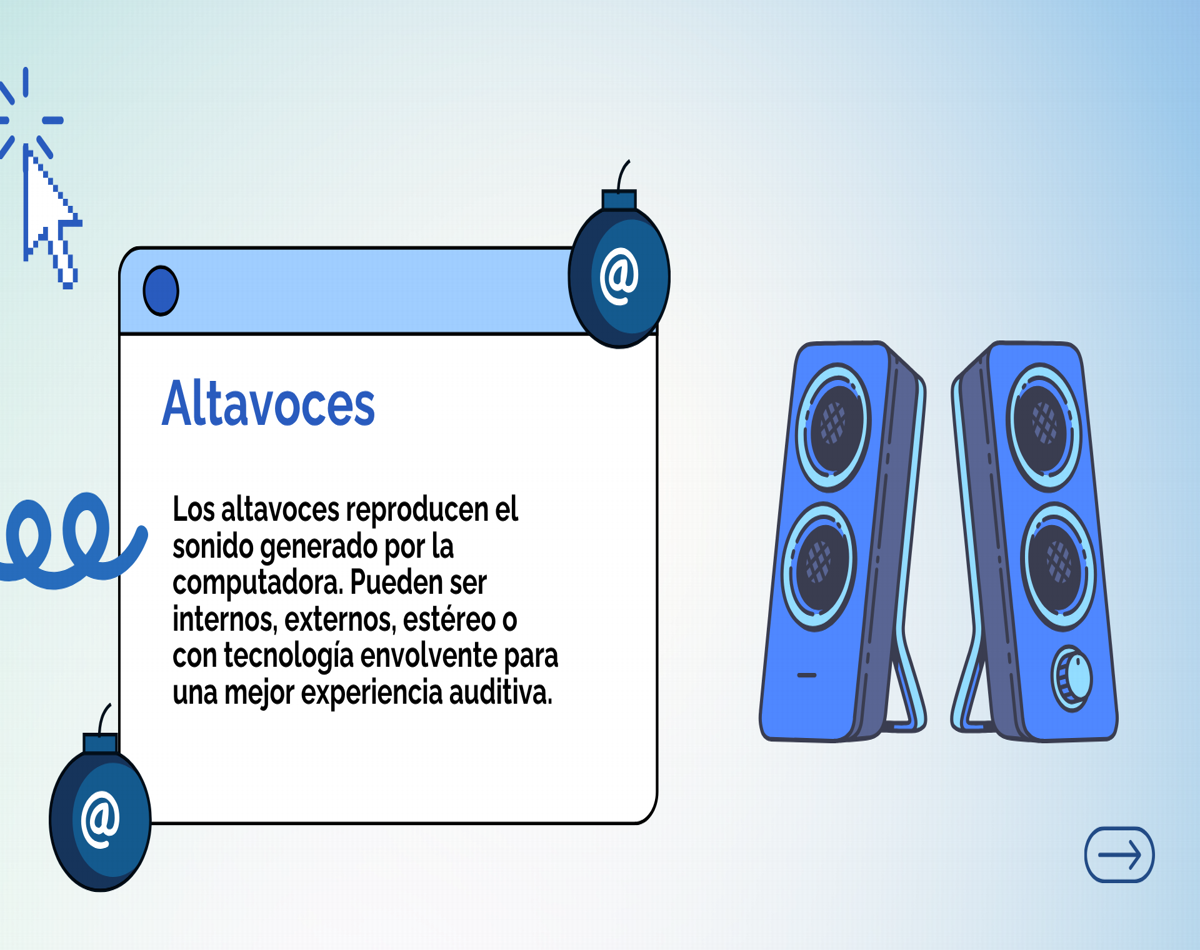 @
Altavoces
Los altavoces reproducen el
sonido generado por la
computadora. Pueden ser
internos, externos, estéreo o
con tecnología envolvente para
una mejor experiencia auditiva.
@